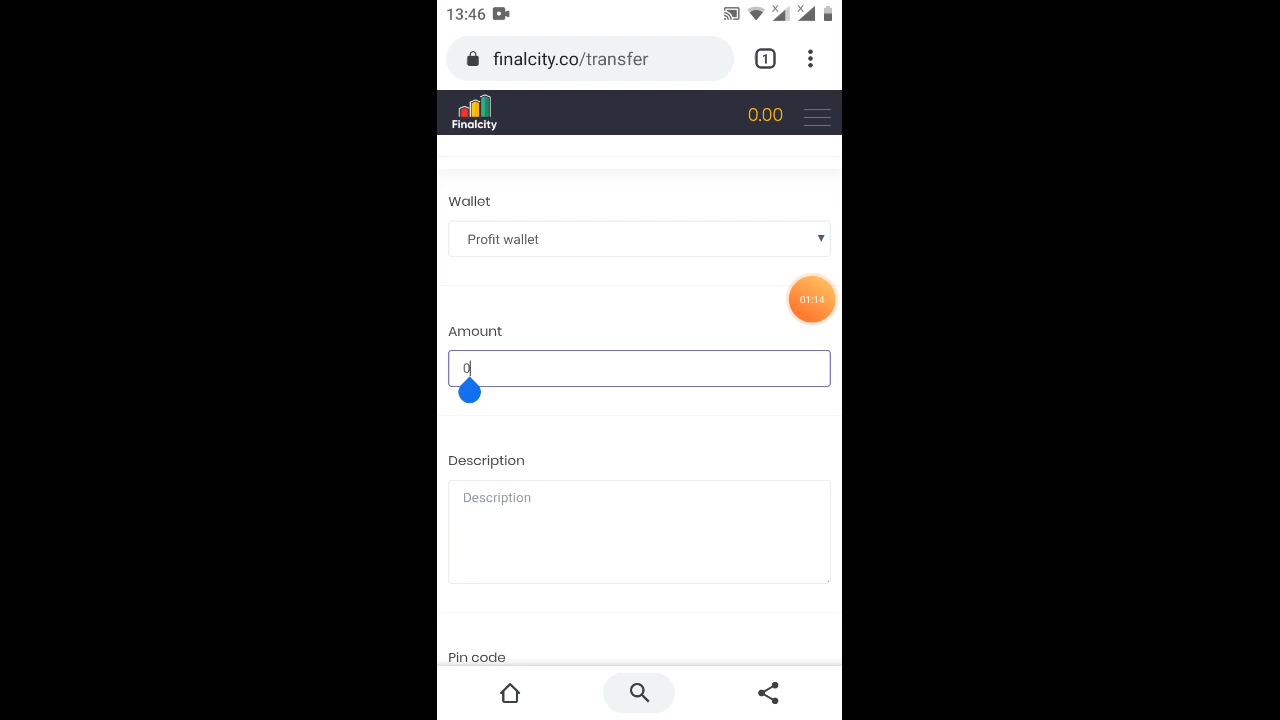 13:46
finalcity.co/transfer
1
Finalcity
0.00
Wallet
Profit wallet
01:14
Amount
0
Description
Description
Pin code